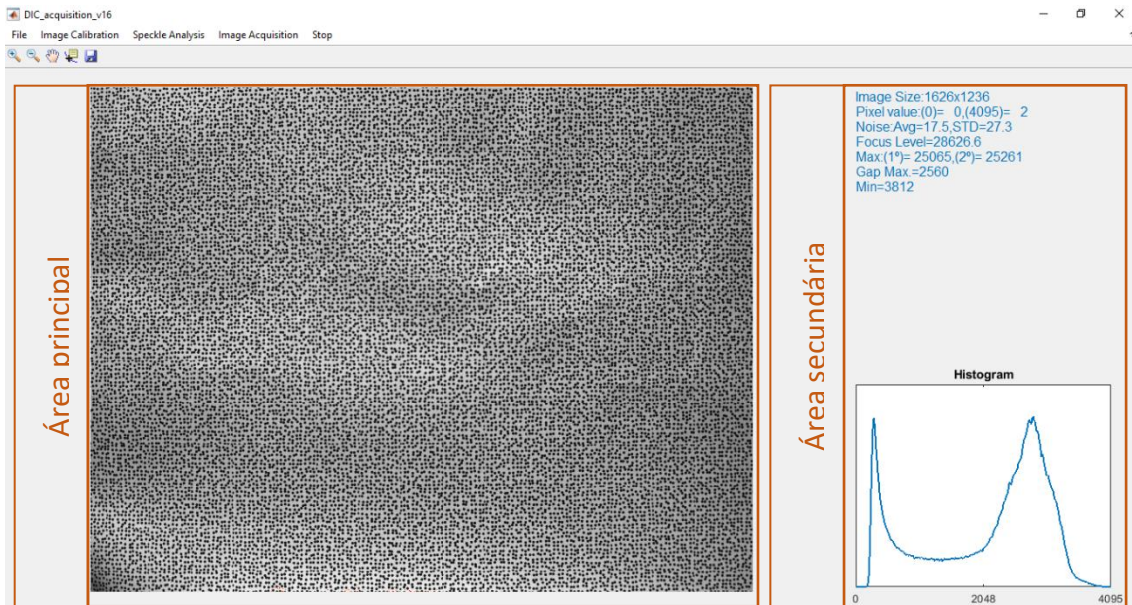 DIC_acquisition_v16
File Image Calibration Speckle Analysis Image Acquisition Stop
Área principal
Área secundária
Image Size:1626x1236
Pixel value:(0)= 0,(4095)= 2
Noise:Avg=17.5,STD=27.3
Focus Level=28626.6
Max:(1º)= 25065,(2º)= 25261
Gap Max.=2560
Min=3812
Histogram
0 2048 4095